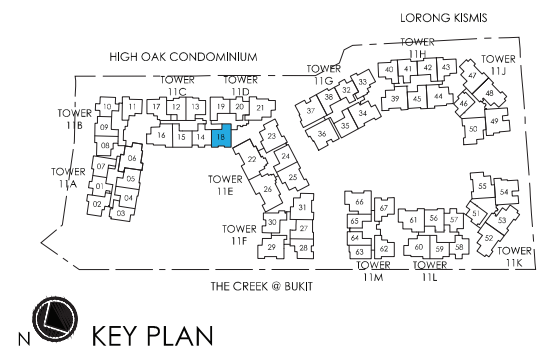 LORONG KISMIS
HIGH OAK CONDOMINIUM
TOWER
11H
TOWER
11G
TOWER
11J
TOWER
11C
TOWER
11D
40 41 42 43
47
33
32
38
48
37
39 45 44
46
34
35
36
49
50
10 11
17 12 13
19 20 21
TOWER
11B
09
16 15 14 18
23
08
06
22
24
07
TOWER
11A
05
25
01
TOWER
11E
26
04
02
03
55
54
66
67
31
51
53
65
61 56 57
30
27
TOWER
11F
64
52
29
28
63 62
60 59 58
TOWER
11M
TOWER
11L
TOWER
11K
THE CREEK @ BUKIT
N
KEY PLAN